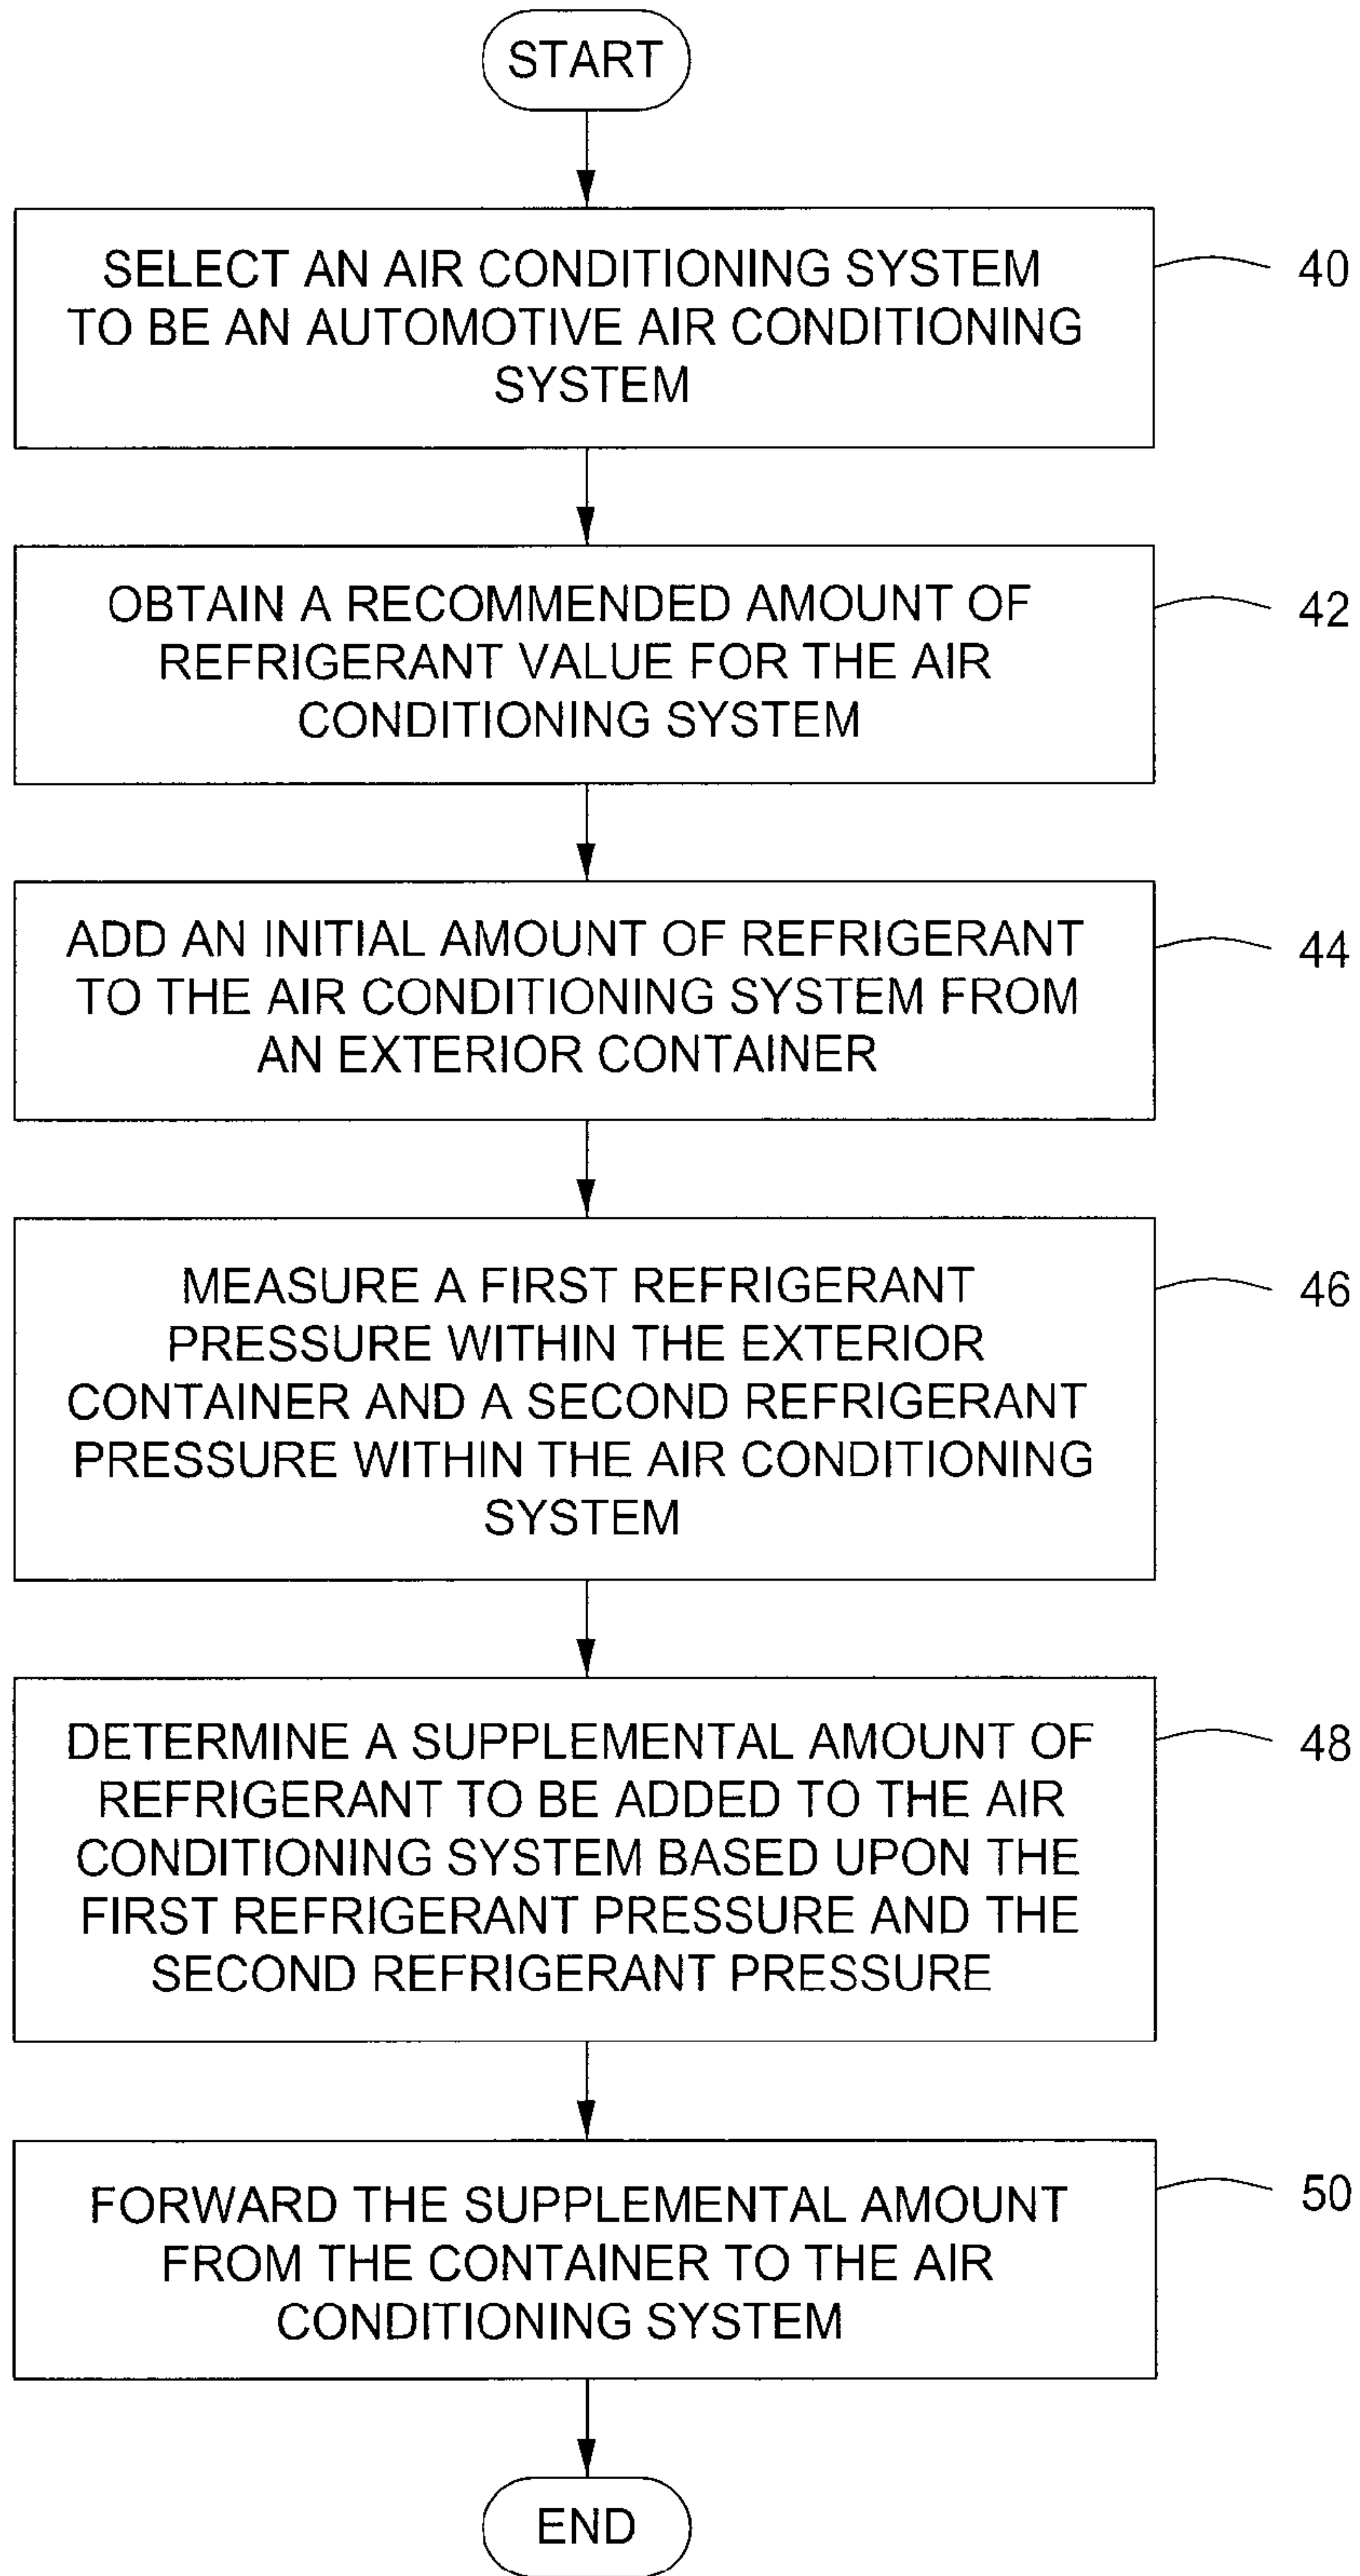 START
SELECT AN AIR CONDITIONING SYSTEM
TO BE AN AUTOMOTIVE AIR CONDITIONING
SYSTEM
40
OBTAIN A RECOMMENDED AMOUNT OF
REFRIGERANT VALUE FOR THE AIR
CONDITIONING SYSTEM
42
ADD AN INITIAL AMOUNT OF REFRIGERANT
TO THE AIR CONDITIONING SYSTEM FROM
AN EXTERIOR CONTAINER
44
MEASURE A FIRST REFRIGERANT
PRESSURE WITHIN THE EXTERIOR
CONTAINER AND A SECOND REFRIGERANT
PRESSURE WITHIN THE AIR CONDITIONING
SYSTEM
46
DETERMINE A SUPPLEMENTAL AMOUNT OF
REFRIGERANT TO BE ADDED TO THE AIR
CONDITIONING SYSTEM BASED UPON THE
FIRST REFRIGERANT PRESSURE AND THE
SECOND REFRIGERANT PRESSURE
48
FORWARD THE SUPPLEMENTAL AMOUNT
FROM THE CONTAINER TO THE AIR
CONDITIONING SYSTEM
50
END